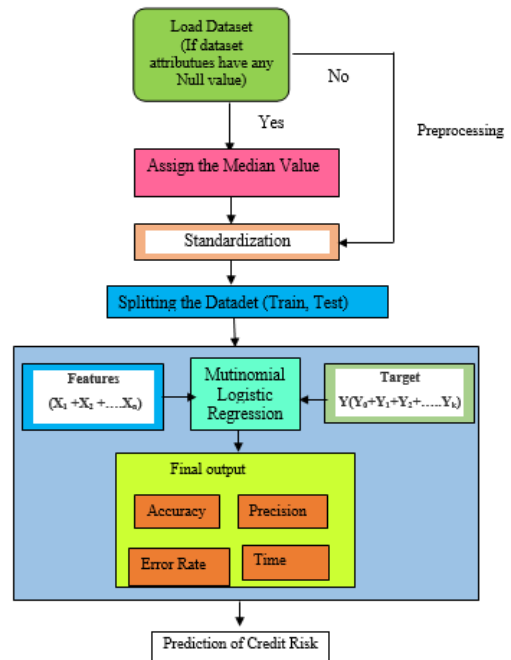 Load Dataset
(If dataset
attributues have any
Null value)
No
Yes
Preprocessing
Assign the Median Value
Standardization
Splitting the Datadet (Train, Test)
Features
(X₁ +X₂ +....Xₙ)
Mutinomial
Logistic
Regression
Target
Y(Y₀+Y₁+Y₂+.....Yₖ)
Final output
Accuracy
Precision
Error Rate
Time
Prediction of Credit Risk